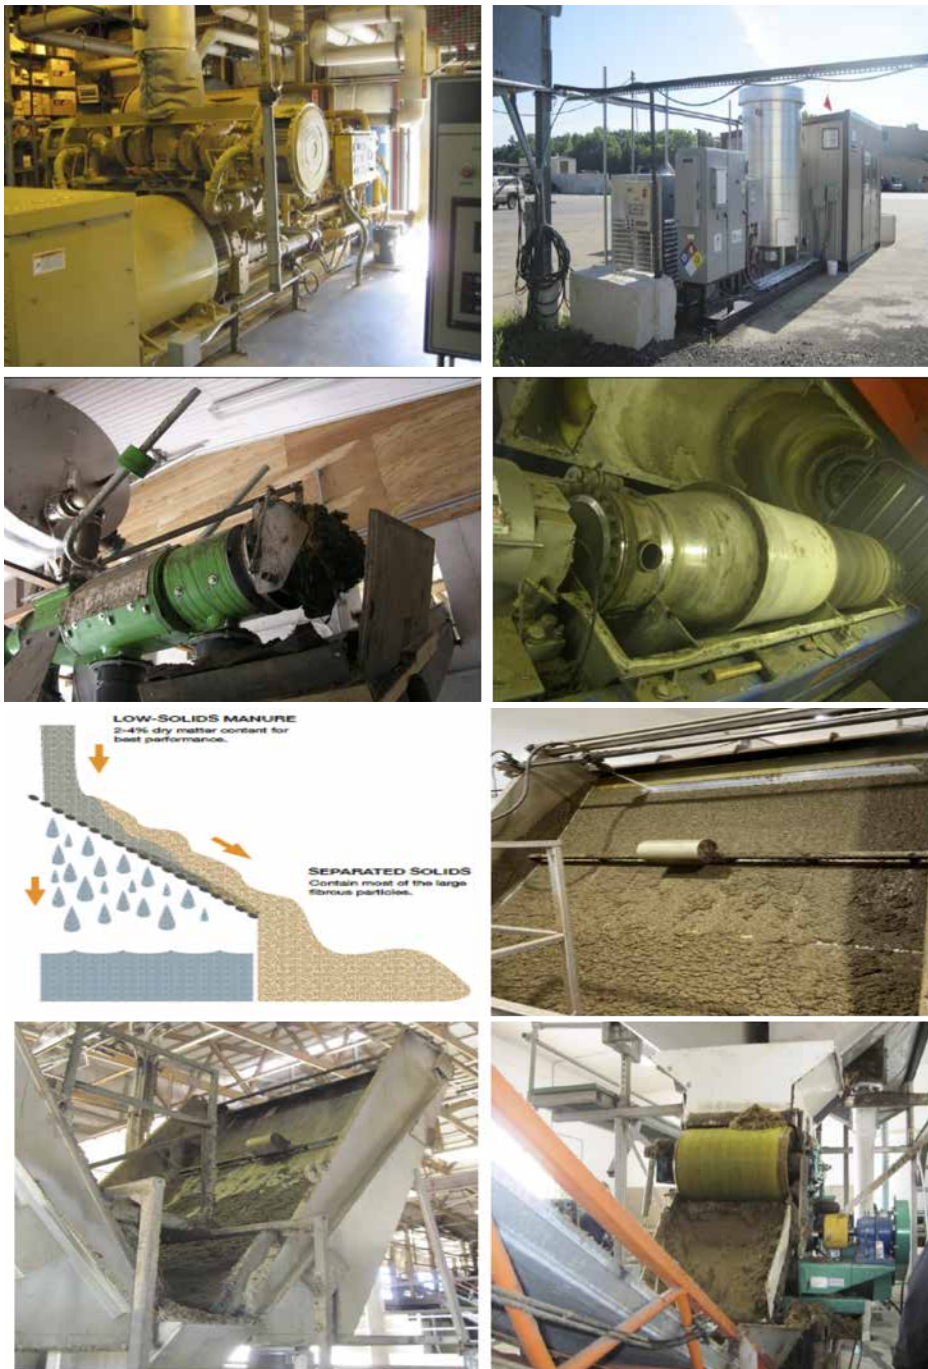 LOW-SOLIDS MANURE
2-4% dry matter content for
best performance.
SEPARATED SOLIDS
Contain most of the large
fibrous particles.